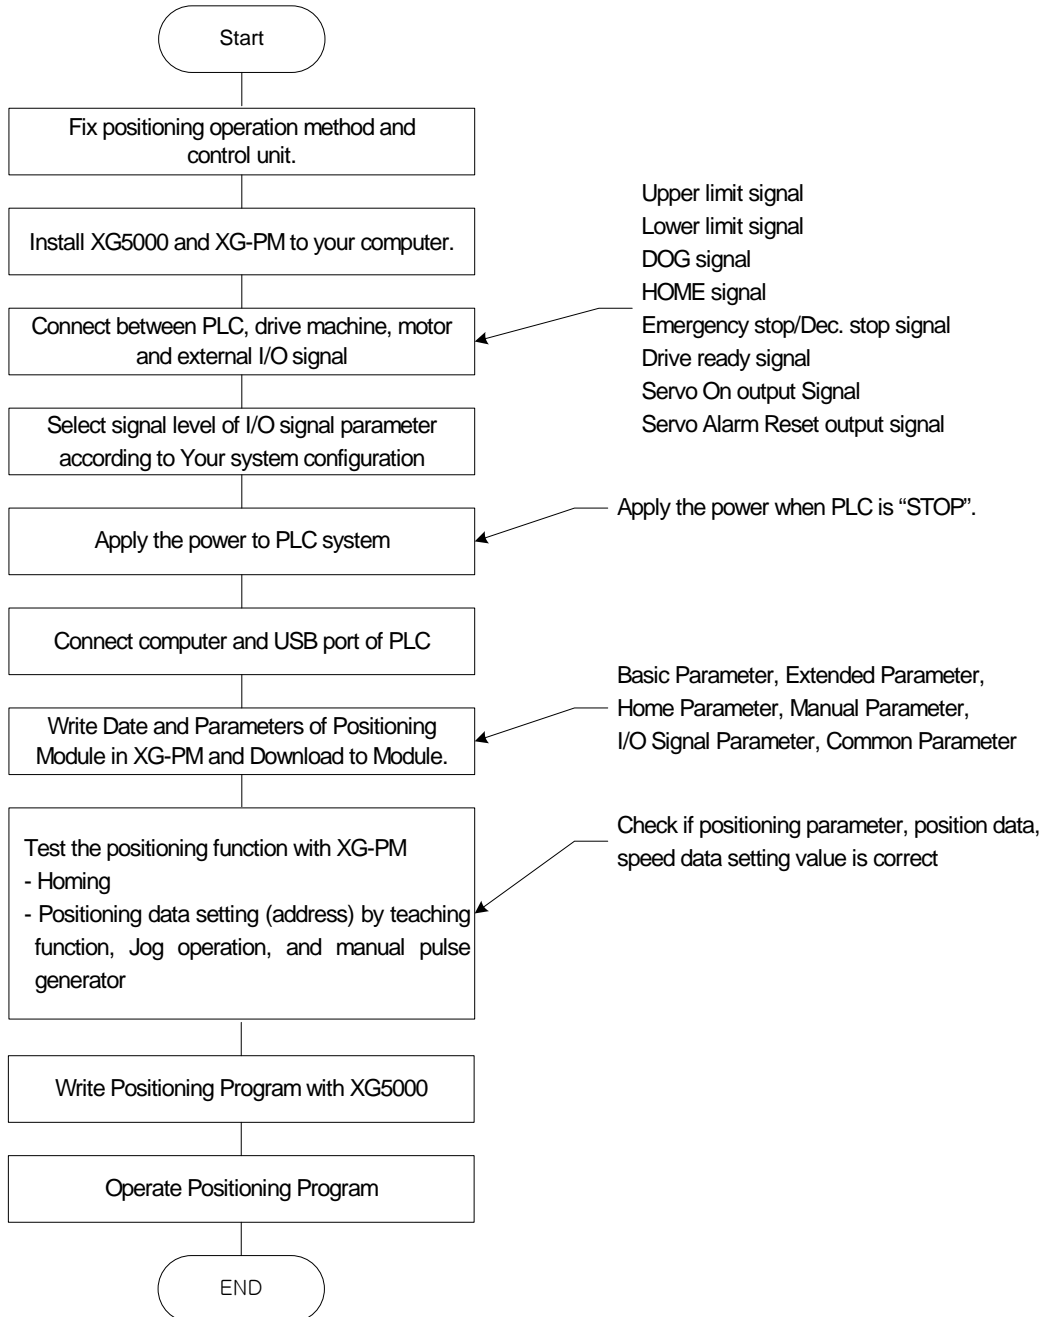 Start
Fix positioning operation method and
control unit.
Install XG5000 and XG-PM to your computer.
Upper limit signal
Lower limit signal
DOG signal
HOME signal
Emergency stop/Dec. stop signal
Drive ready signal
Servo On output Signal
Servo Alarm Reset output signal
Connect between PLC, drive machine, motor
and external I/O signal
Select signal level of I/O signal parameter
according to Your system configuration
Apply the power when PLC is “STOP”.
Apply the power to PLC system
Connect computer and USB port of PLC
Basic Parameter, Extended Parameter,
Home Parameter, Manual Parameter,
I/O Signal Parameter, Common Parameter
Write Date and Parameters of Positioning
Module in XG-PM and Download to Module.
Check if positioning parameter, position data,
speed data setting value is correct
Test the positioning function with XG-PM
- Homing
- Positioning data setting (address) by teaching
function, Jog operation, and manual pulse
generator
Write Positioning Program with XG5000
Operate Positioning Program
END